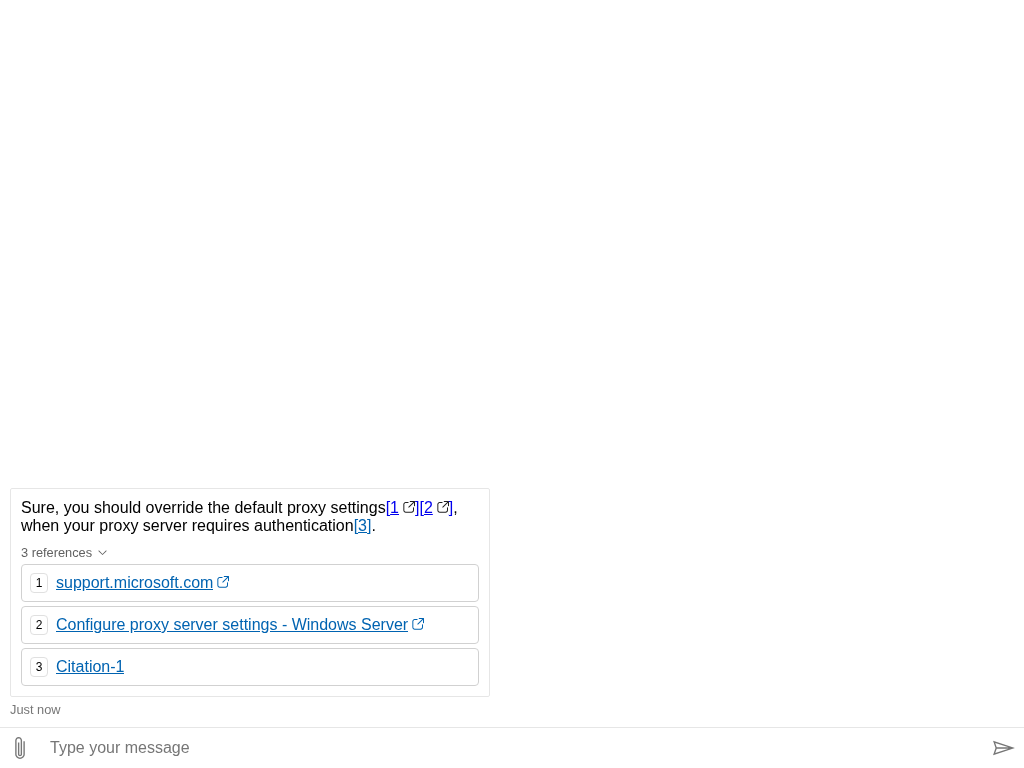 Sure, you should override the default proxy settings[1][2],
when your proxy server requires authentication[3].
3 references
1 support.microsoft.com
2 Configure proxy server settings - Windows Server
3 Citation-1
Just now
Type your message